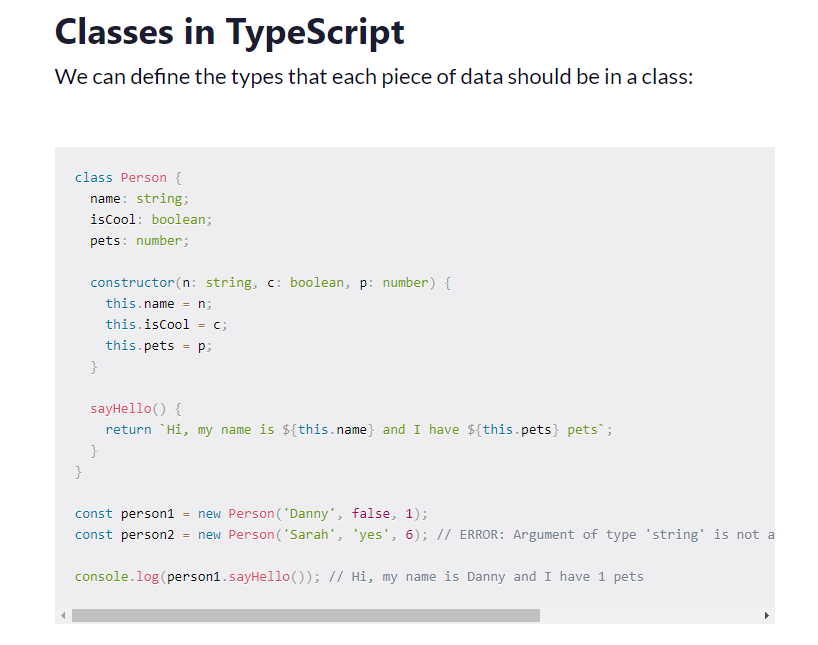 Classes in TypeScript
We can define the types that each piece of data should be in a class:
class Person {
  name: string;
  isCool: boolean;
  pets: number;

  constructor(n: string, c: boolean, p: number) {
    this.name = n;
    this.isCool = c;
    this.pets = p;
  }

  sayHello() {
    return `Hi, my name is ${this.name} and I have ${this.pets} pets`;
  }
}

const person1 = new Person('Danny', false, 1);
const person2 = new Person('Sarah', 'yes', 6); // ERROR: Argument of type 'string' is not a

console.log(person1.sayHello()); // Hi, my name is Danny and I have 1 pets